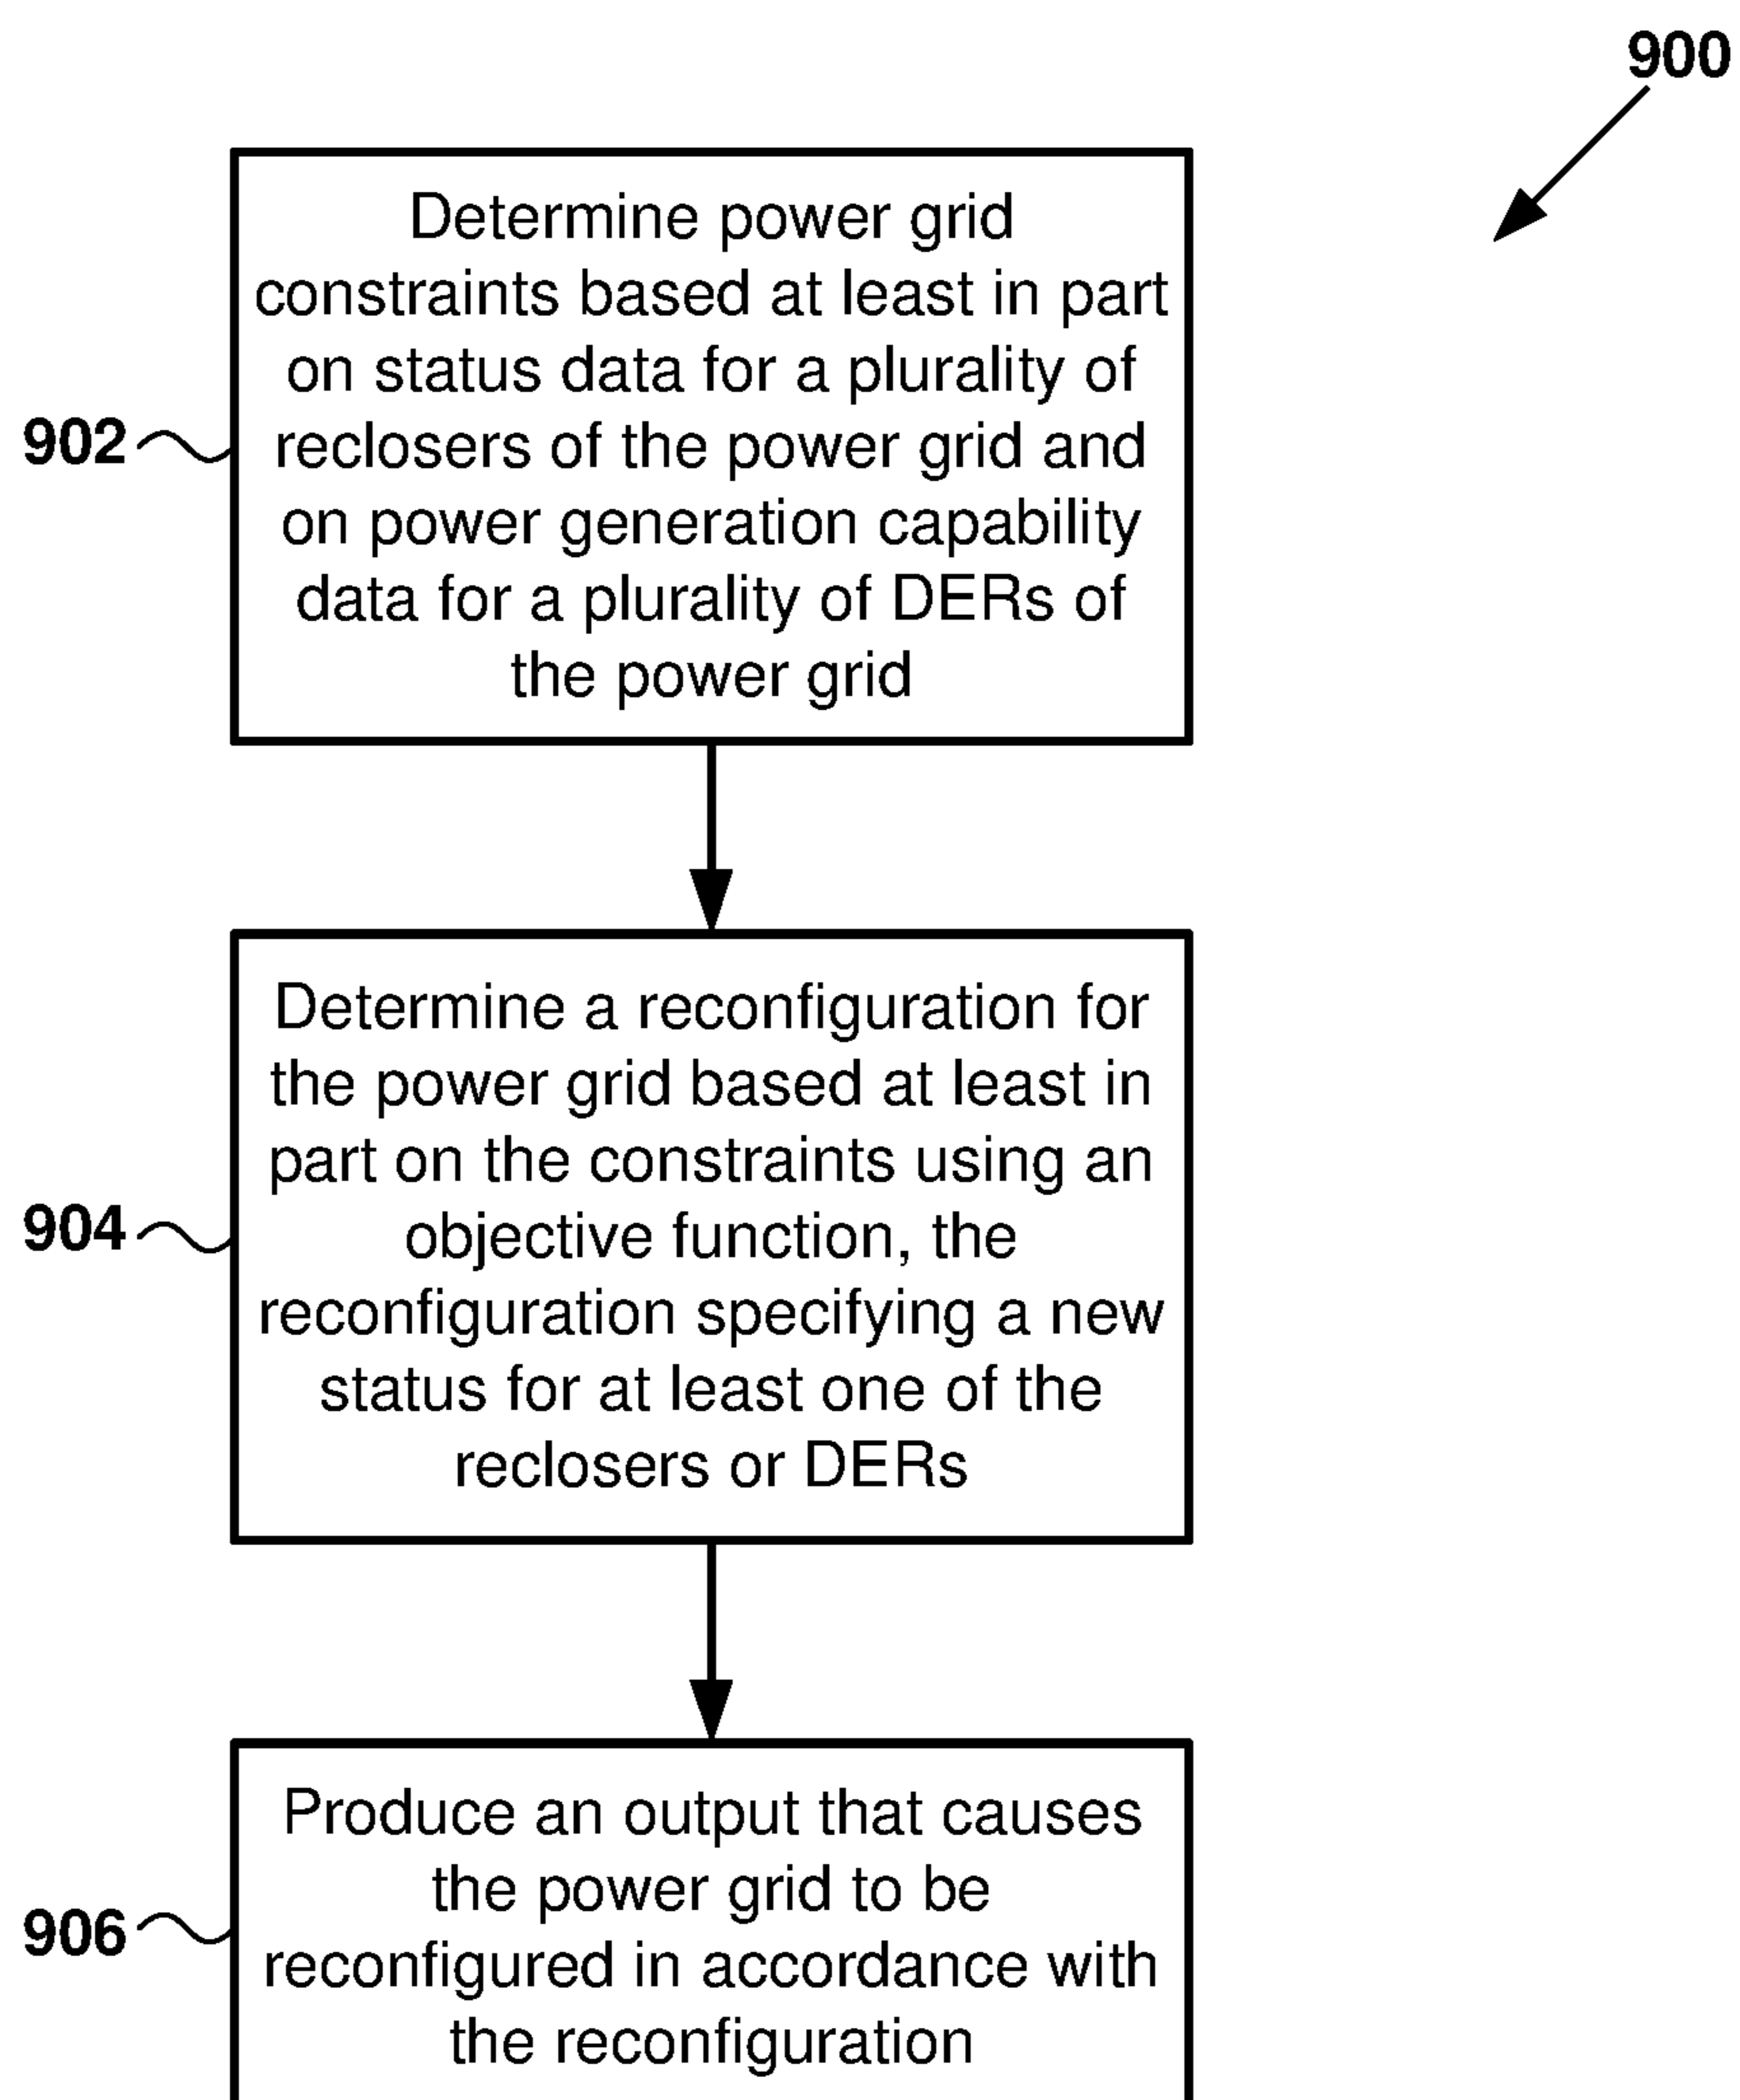 900
Determine power grid
constraints based at least in part
on status data for a plurality of
reclosers of the power grid and
on power generation capability
data for a plurality of DERs of
the power grid
902
Determine a reconfiguration for
the power grid based at least in
part on the constraints using an
objective function, the
reconfiguration specifying a new
status for at least one of the
reclosers or DERs
904
Produce an output that causes
the power grid to be
reconfigured in accordance with
the reconfiguration
906